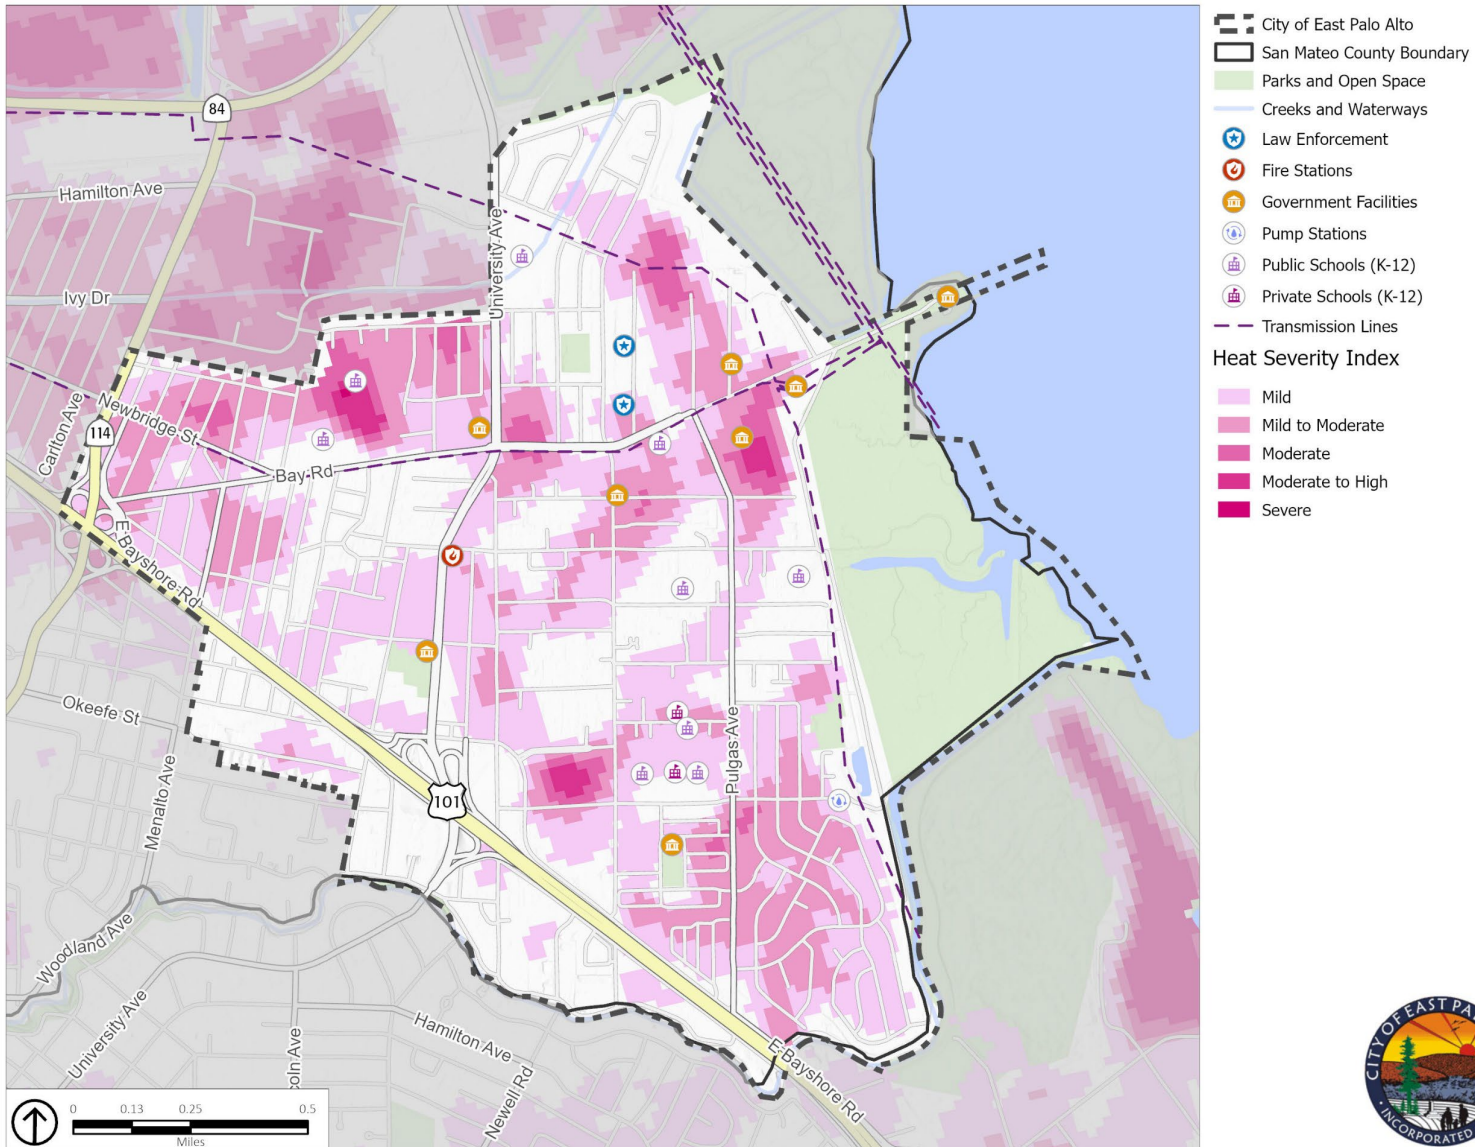 City of East Palo Alto
San Mateo County Boundary
Parks and Open Space
Creeks and Waterways
Law Enforcement
Fire Stations
Government Facilities
Pump Stations
Public Schools (K-12)
Private Schools (K-12)
Transmission Lines
Heat Severity Index
Mild
Mild to Moderate
Moderate
Moderate to High
Severe
84
Hamilton Ave
University Ave
Ivy Dr
Carlton Ave
Newbridge St
114
Bay Rd
E Bayshore Rd
Okeefe St
Menalto Ave
Pulgas Ave
101
Woodland Ave
University Ave
coln Ave
Hamilton Ave
Newell Rd
E Bayshore Rd
0 0.13 0.25 0.5
Miles
CITY OF EAST PA
INCORPORATED